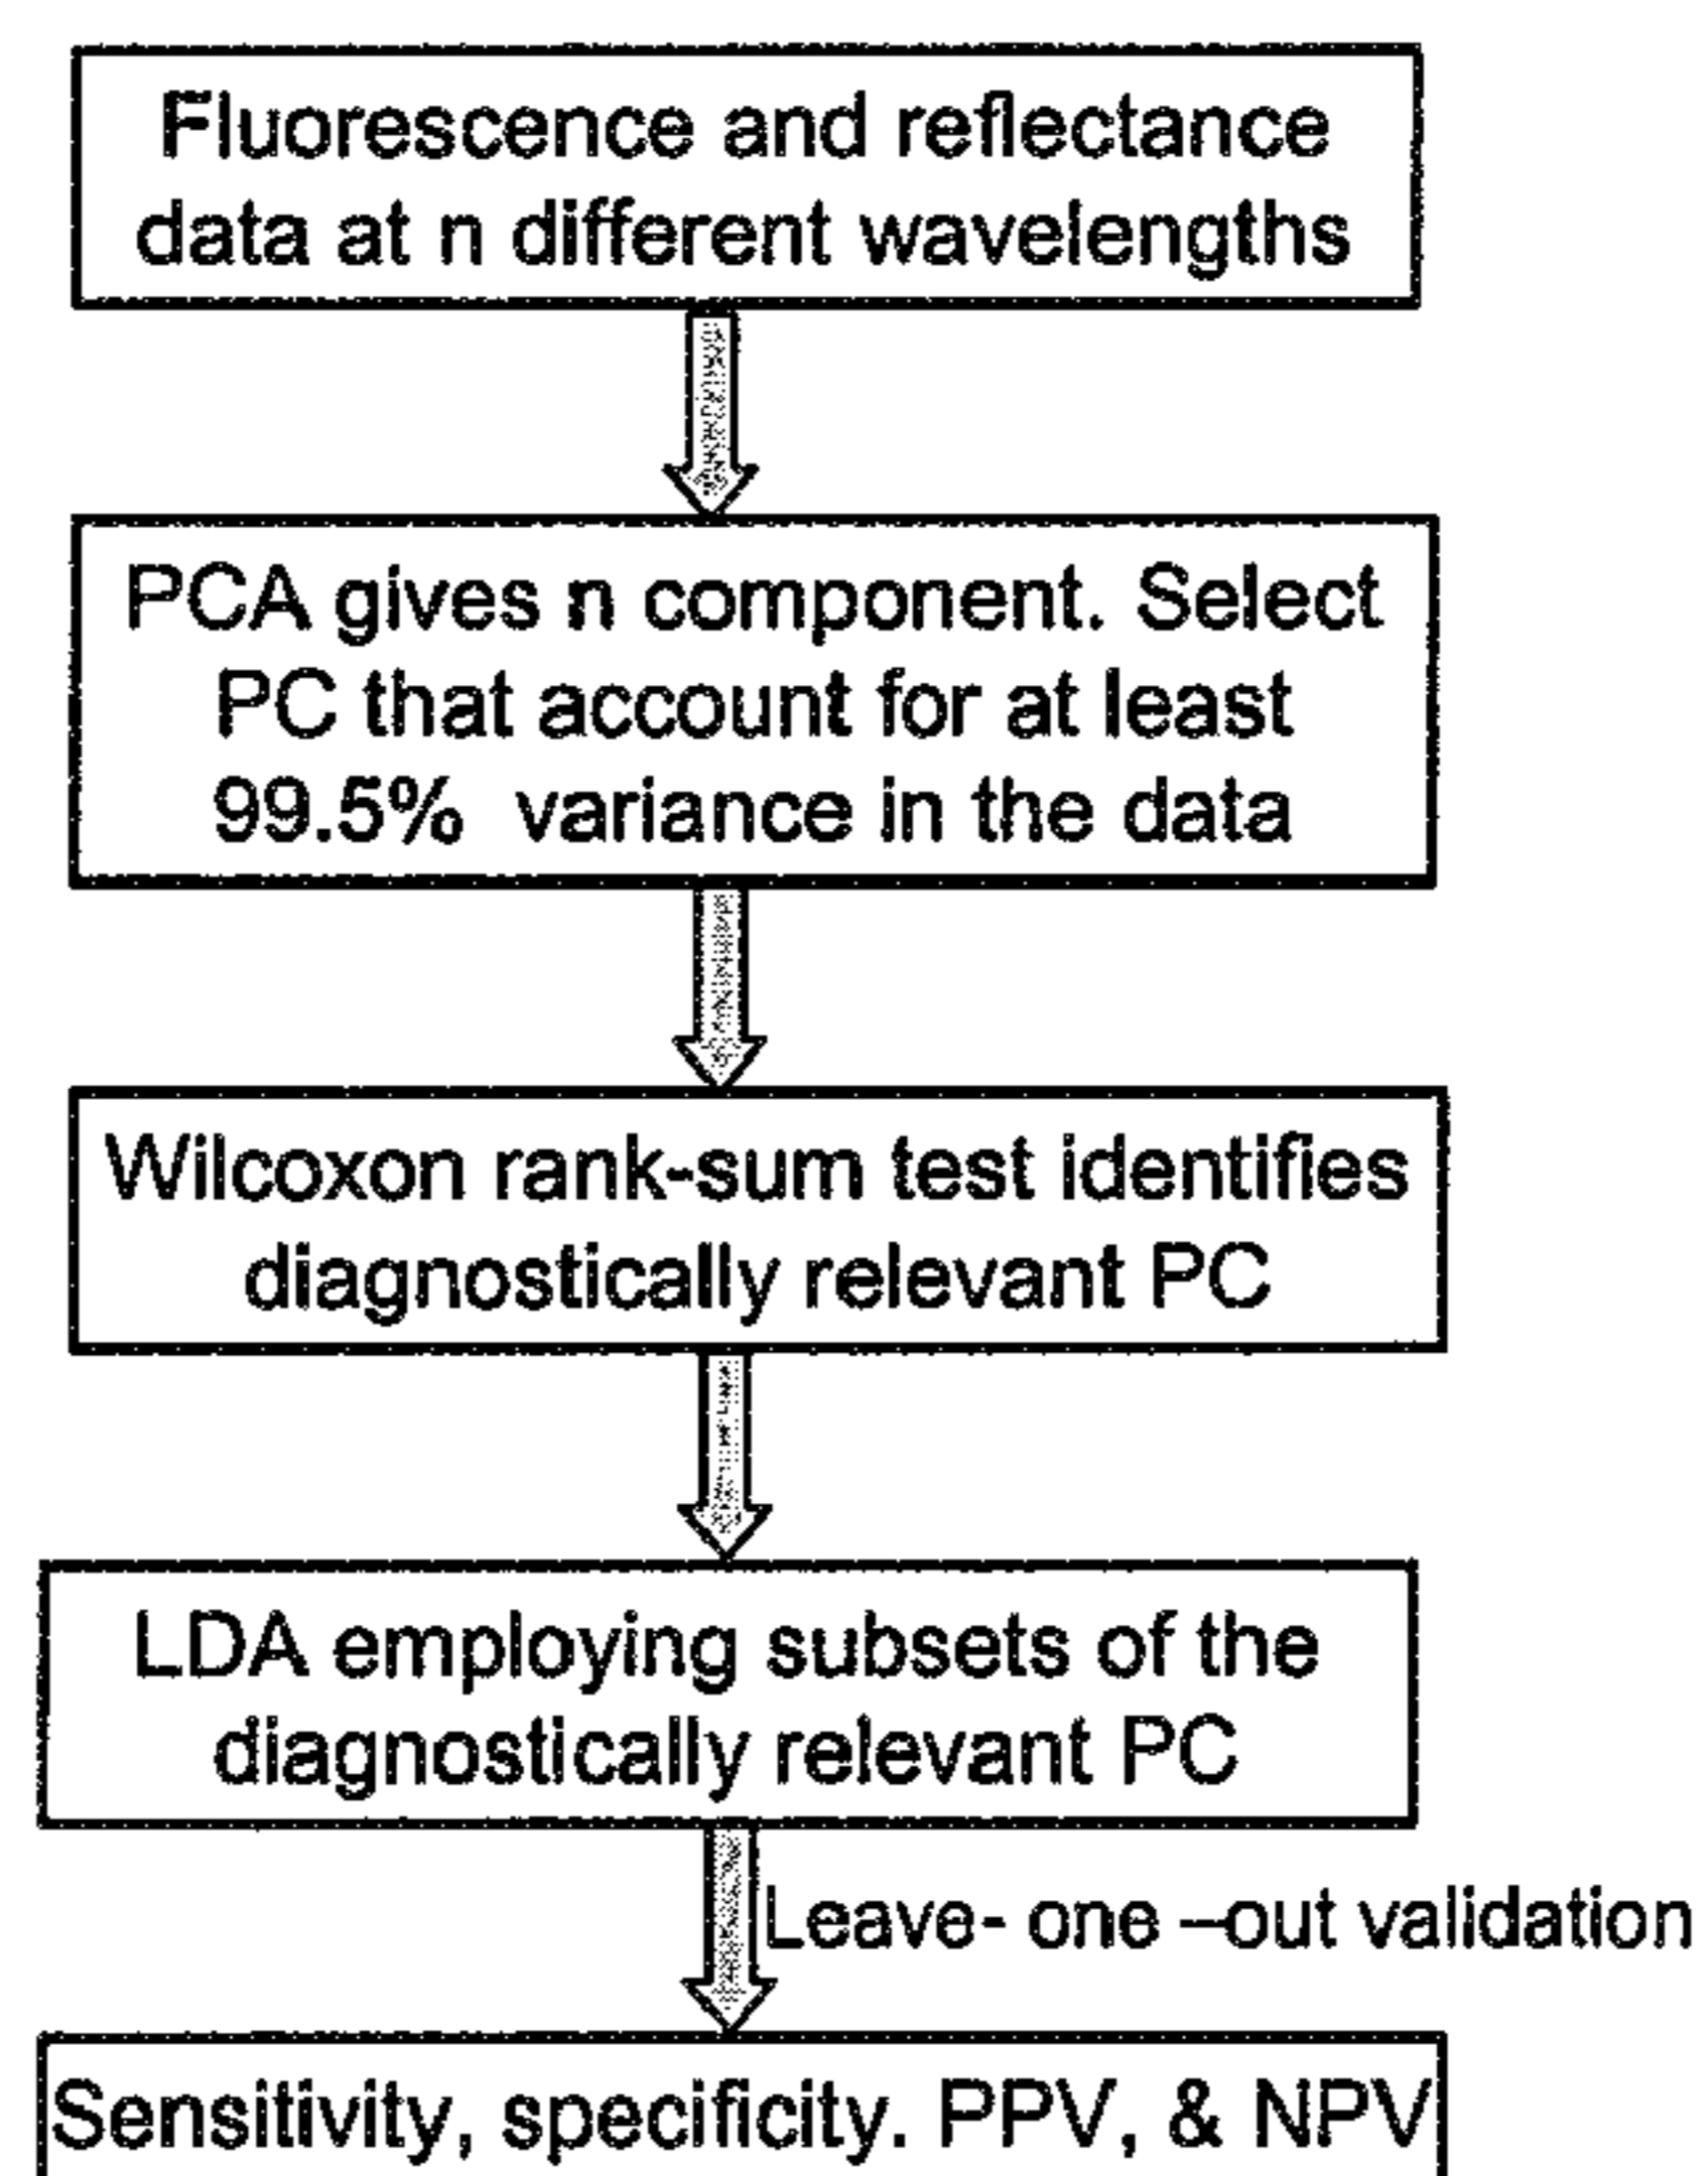 Fluorescence and reflectance
data at n different wavelengths
PCA gives n component. Select
PC that account for at least
99.5% variance in the data
Wilcoxon rank-sum test identifies
diagnostically relevant PC
LDA employing subsets of the
diagnostically relevant PC
Leave- one –out validation
Sensitivity, specificity. PPV, & NPV